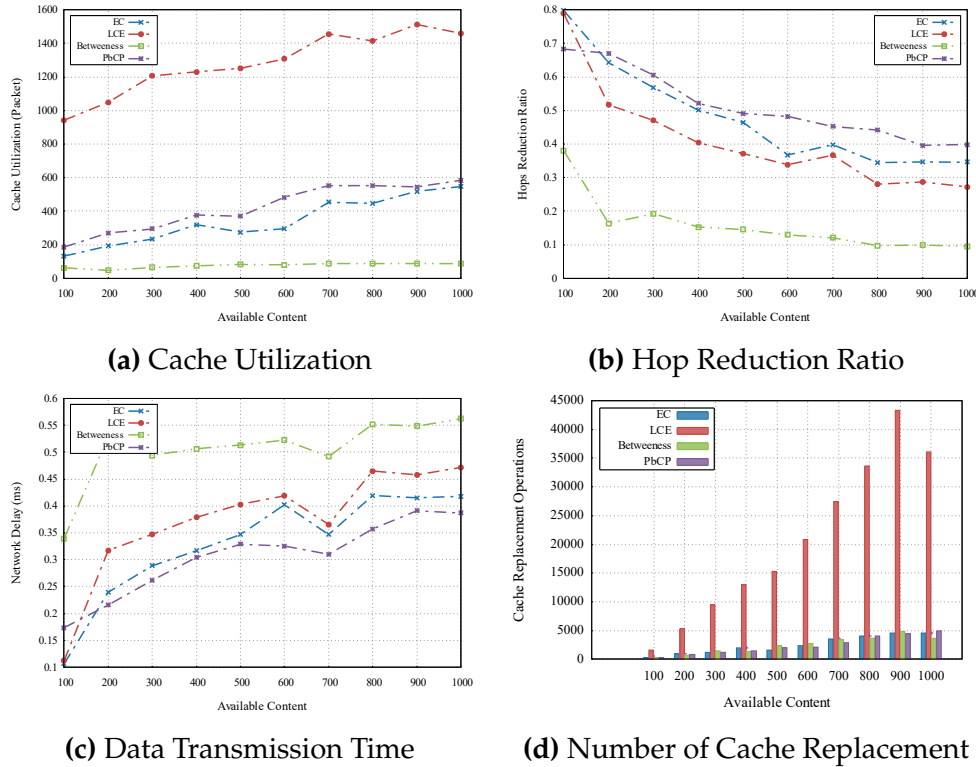 1600
1400
1200
1000
800
600
400
200
0
Cache Utilization (Packet)
EC
LCE
Betweeness
PbCP
100 200 300 400 500 600 700 800 900 1000
Available Content
(a) Cache Utilization
0.8
0.7
0.6
0.5
0.4
0.3
0.2
0.1
0
Hops Reduction Ratio
EC
LCE
Betweeness
PbCP
100 200 300 400 500 600 700 800 900 1000
Available Content
(b) Hop Reduction Ratio
0.6
0.55
0.5
0.45
0.4
0.35
0.3
0.25
0.2
0.15
0.1
Network Delay (ms)
EC
LCE
Betweeness
PbCP
100 200 300 400 500 600 700 800 900 1000
Available Content
(c) Data Transmission Time
45000
40000
35000
30000
25000
20000
15000
10000
5000
0
Cache Replacement Operations
EC
LCE
Betweeness
PbCP
100 200 300 400 500 600 700 800 900 1000
Available Content
(d) Number of Cache Replacement